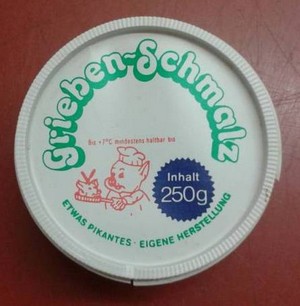 Grieben-Schmalz
Bis +7°C mindestens haltbar bis
Inhalt
250g
ETWAS PIKANTES · EIGENE HERSTELLUNG